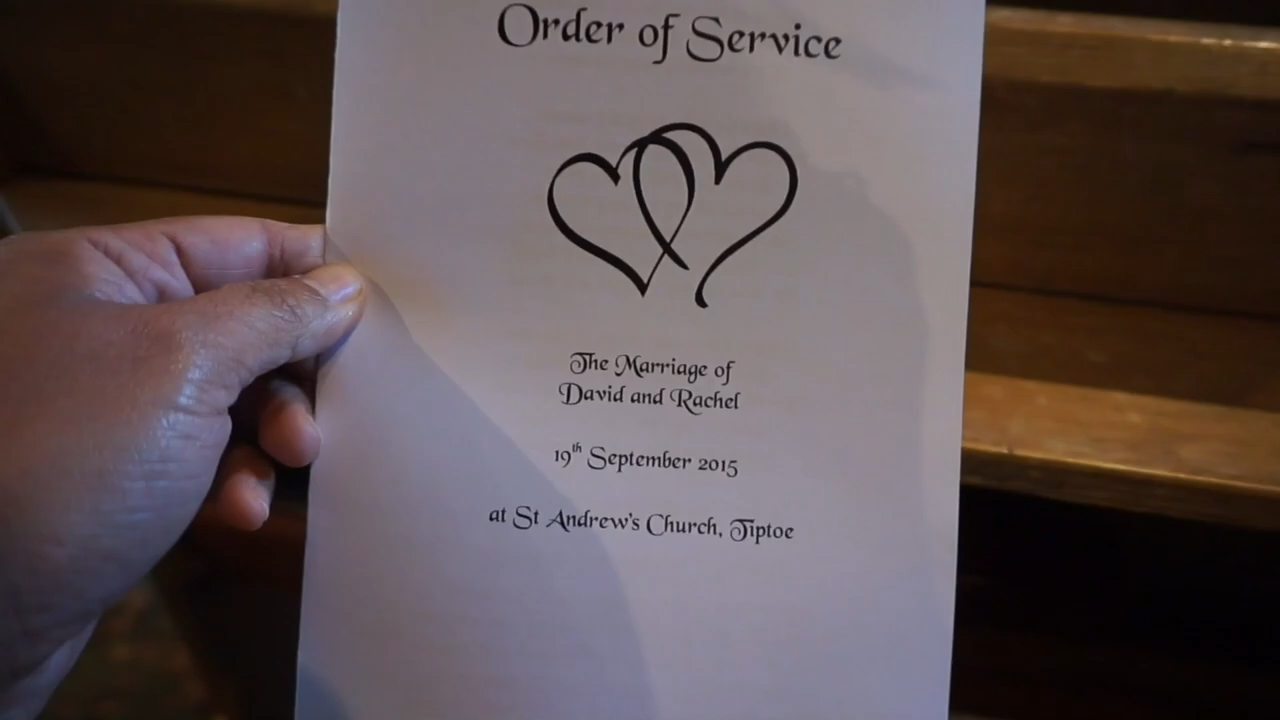 Order of Service
The Marriage of
David and Rachel
19th September 2015
at St Andrew's Church, Tiptoe